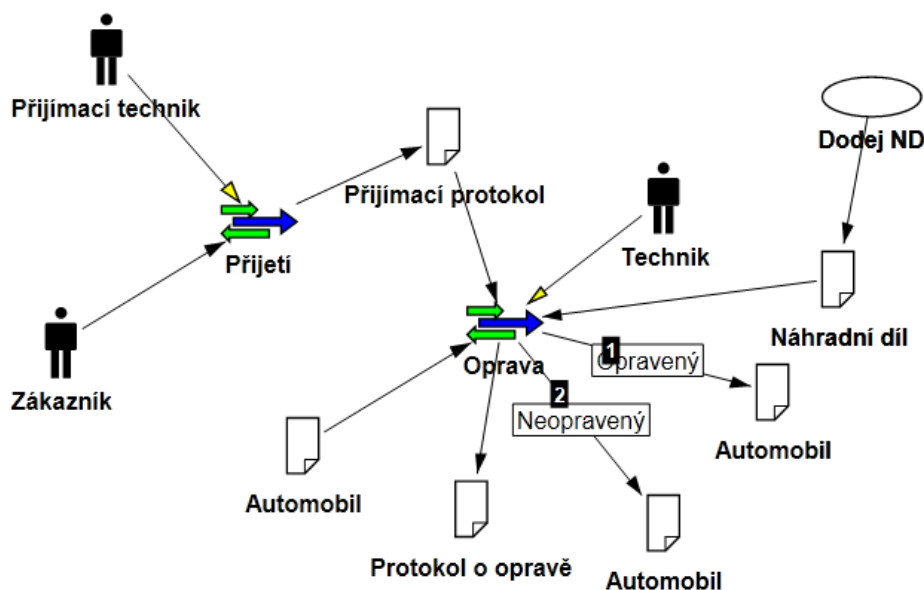 Přijímací technik
Dodej ND
Přijímací protokol
Technik
Přijetí
Náhradní díl
1
Opravený
Oprava
2
Neopravený
Zákazník
Automobil
Automobil
Protokol o opravě
Automobil